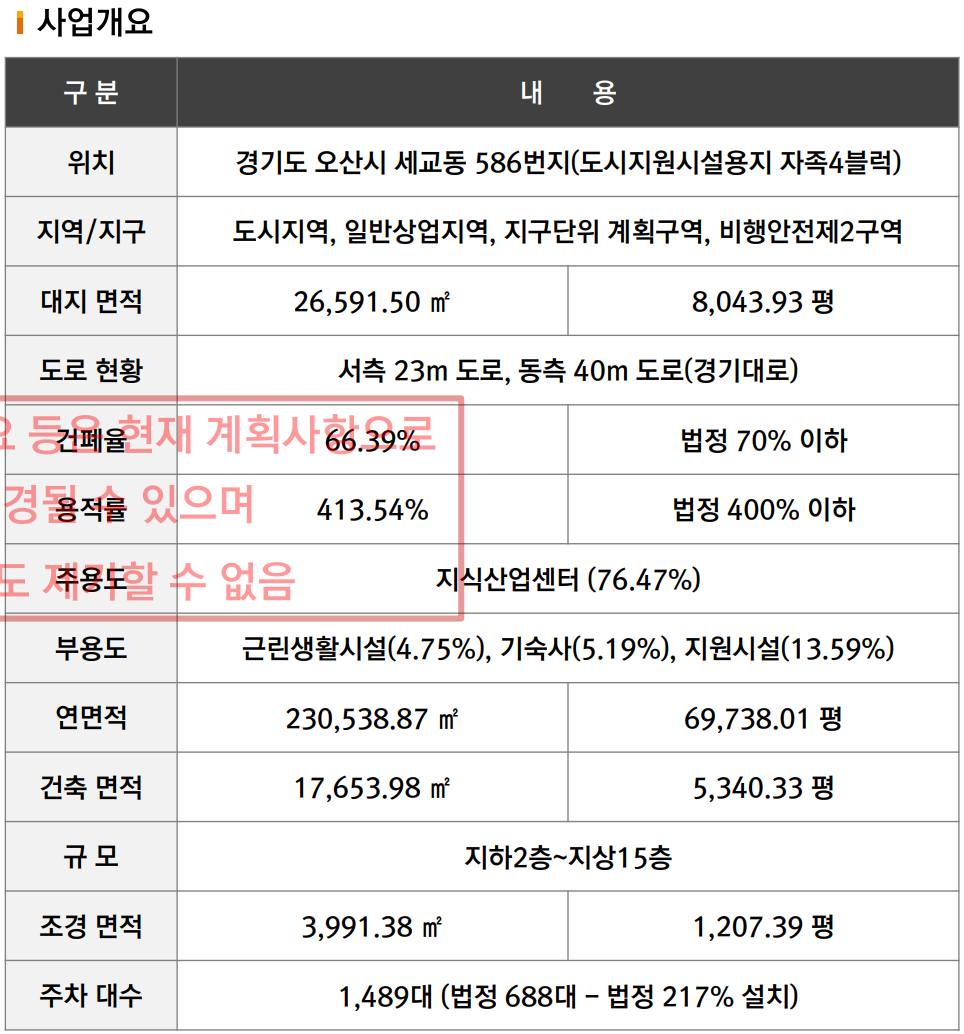 사업개요
구 분 내 용
위치 경기도 오산시 세교동 586번지(도시지원시설용지 자족4블럭)
지역/지구 도시지역, 일반상업지역, 지구단위 계획구역, 비행안전제2구역
대지 면적 26,591.50 ㎡ 8,043.93 평
도로 현황 서측 23m 도로, 동측 40m 도로(경기대로)
요 등은 현재 계획사항으로
건폐율 66.39% 법정 70% 이하
경될 수 있으며
용적률 413.54% 법정 400% 이하
도 제기할 수 없음
주용도 지식산업센터 (76.47%)
부용도 근린생활시설(4.75%), 기숙사(5.19%), 지원시설(13.59%)
연면적 230,538.87 ㎡ 69,738.01 평
건축 면적 17,653.98 ㎡ 5,340.33 평
규 모 지하2층~지상15층
조경 면적 3,991.38 ㎡ 1,207.39 평
주차 대수 1,489대 (법정 688대 – 법정 217% 설치)